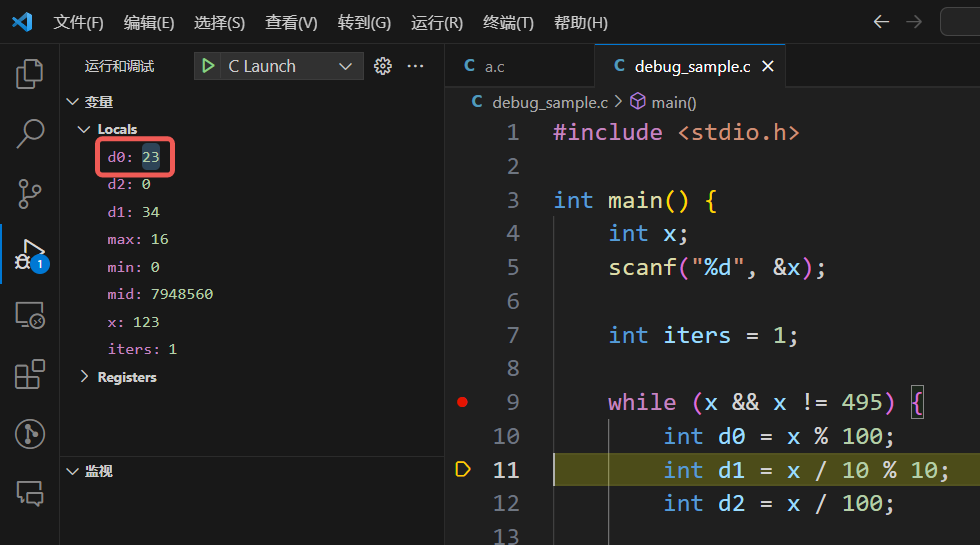 文件(F) 编辑(E) 选择(S) 查看(V) 转到(G) 运行(R) 终端(T) 帮助(H)
运行和调试 C Launch ...
变量
Locals
d0: 23
d2: 0
d1: 34
max: 16
min: 0
mid: 7948560
x: 123
iters: 1
Registers
监视
1
C a.c C debug_sample.c
C debug_sample.c > main()
1 #include <stdio.h>
2
3 int main() {
4 int x;
5 scanf("%d", &x);
6
7 int iters = 1;
8
9 while (x && x != 495) {
10 int d0 = x % 100;
11 int d1 = x / 10 % 10;
12 int d2 = x / 100;
13